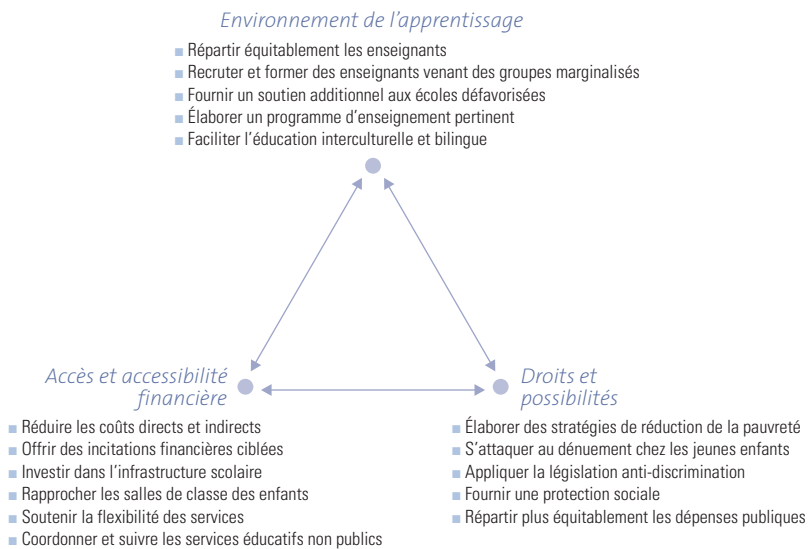 Environnement de l'apprentissage
■ Répartir équitablement les enseignants
■ Recruter et former des enseignants venant des groupes marginalisés
■ Fournir un soutien additionnel aux écoles défavorisées
■ Élaborer un programme d'enseignement pertinent
■ Faciliter l'éducation interculturelle et bilingue
Accès et accessibilité
financière
■ Réduire les coûts directs et indirects
■ Offrir des incitations financières ciblées
■ Investir dans l'infrastructure scolaire
■ Rapprocher les salles de classe des enfants
■ Soutenir la flexibilité des services
■ Coordonner et suivre les services éducatifs non publics
Droits et
possibilités
■ Élaborer des stratégies de réduction de la pauvreté
■ S'attaquer au dénuement chez les jeunes enfants
■ Appliquer la législation anti-discrimination
■ Fournir une protection sociale
■ Répartir plus équitablement les dépenses publiques